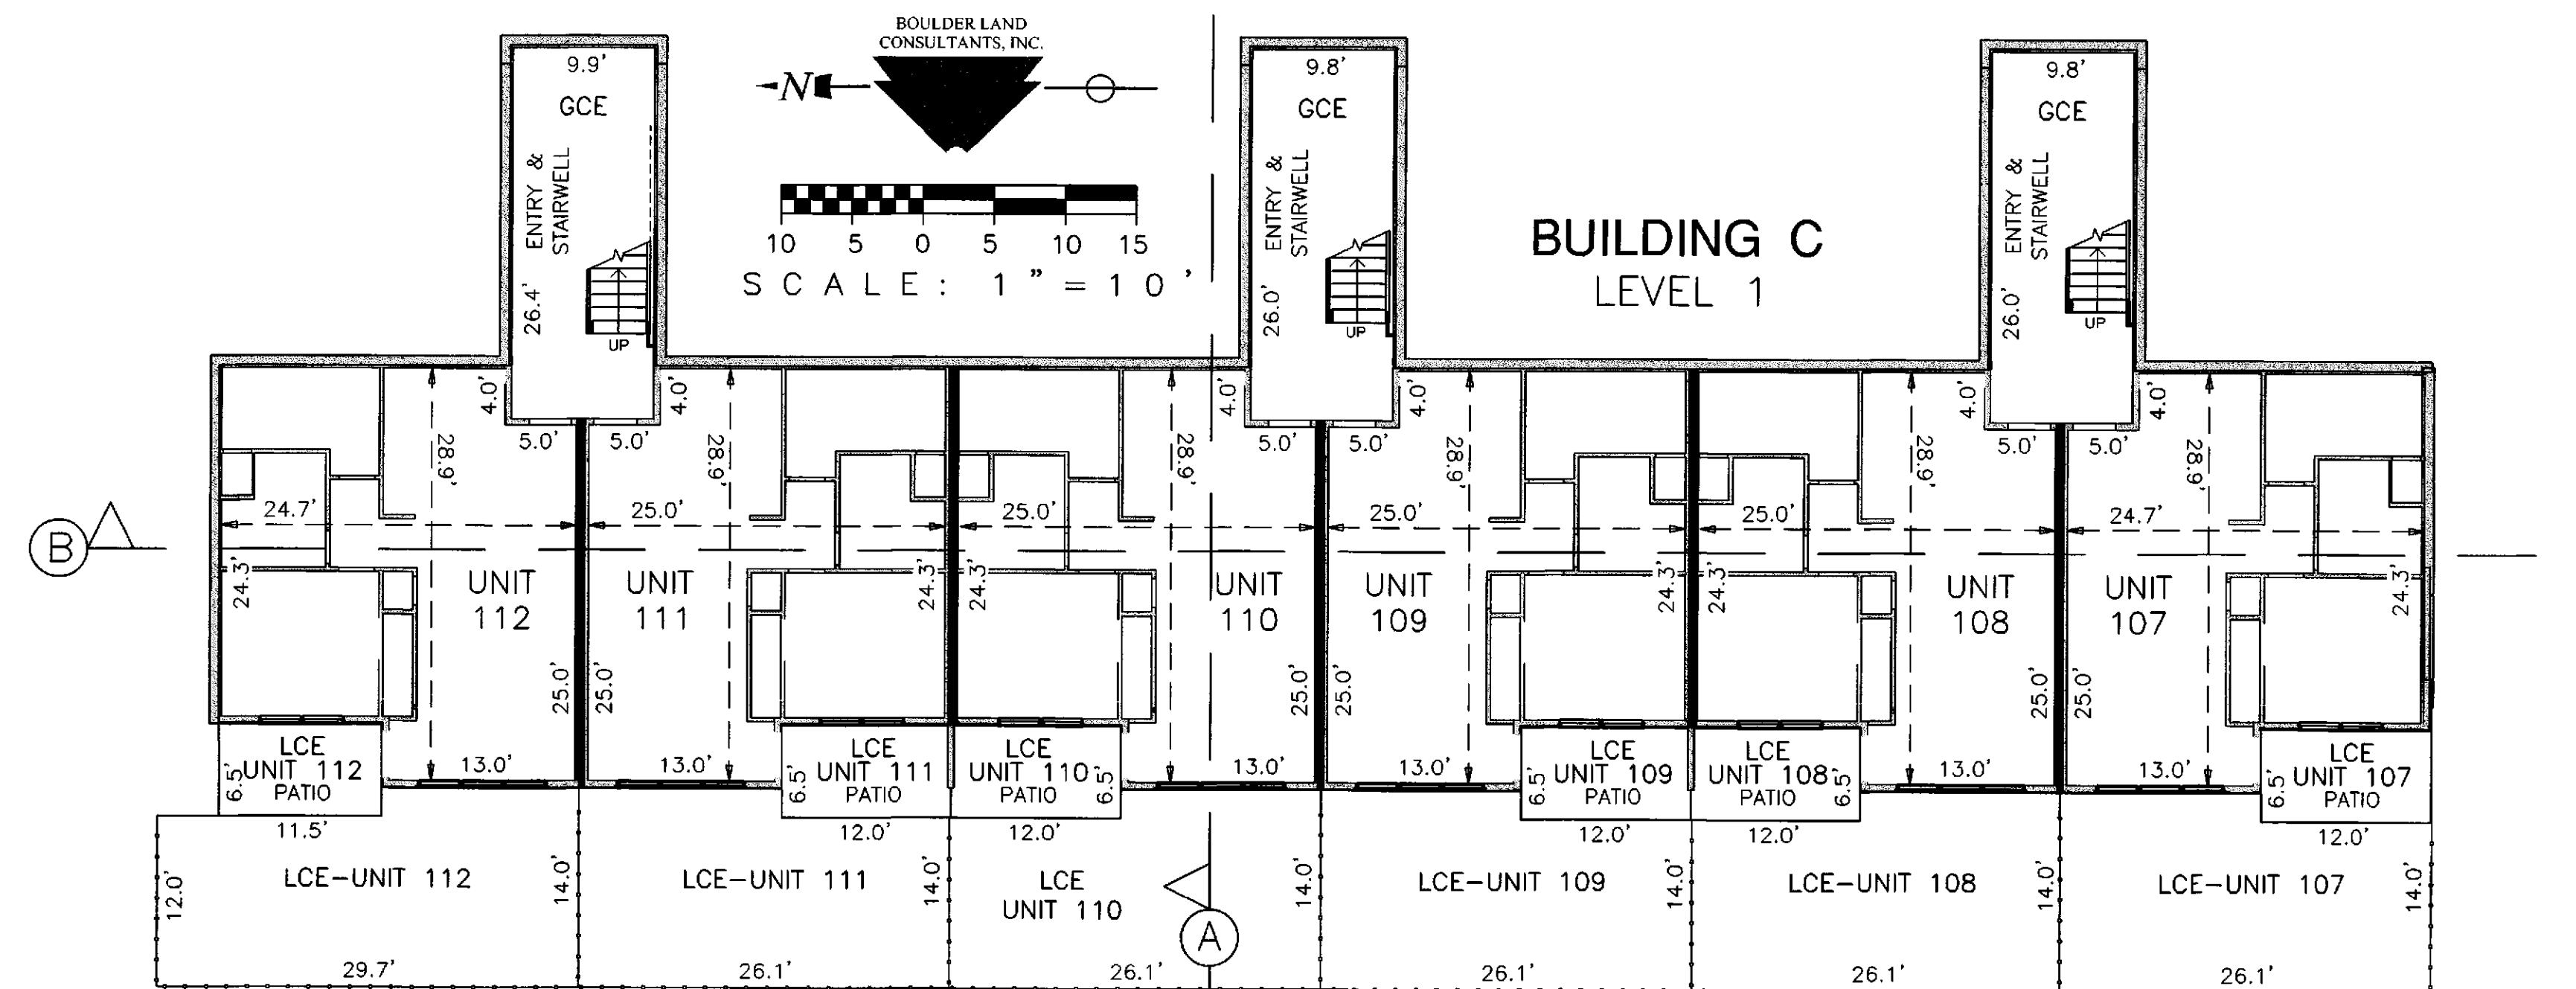 BOULDER LAND
CONSULTANTS, INC.
N
10 5 0 5 10 15
SCALE: 1"=10'
BUILDING C
LEVEL 1
9.9'
GCE
ENTRY &
STAIRWELL
26.4'
UP
9.8'
GCE
ENTRY &
STAIRWELL
26.0'
UP
9.8'
GCE
ENTRY &
STAIRWELL
26.0'
UP
4.0' 4.0' 4.0' 4.0' 4.0' 4.0'
5.0' 5.0' 5.0' 5.0' 5.0' 5.0'
28.9' 28.9' 28.9' 28.9' 28.9' 28.9'
24.7' 25.0' 25.0' 25.0' 25.0' 24.7'
B
24.3' 24.3' 24.3' 24.3' 24.3' 24.3'
UNIT
112
UNIT
111
UNIT
110
UNIT
109
UNIT
108
UNIT
107
25.0' 25.0' 25.0' 25.0' 25.0' 25.0'
LCE
UNIT 112
PATIO
6.5'
13.0'
13.0'
6.5'
LCE
UNIT 111
PATIO
LCE
UNIT 110
PATIO
6.5'
13.0'
13.0'
6.5'
LCE
UNIT 109
PATIO
LCE
UNIT 108
PATIO
6.5'
13.0'
13.0'
6.5'
LCE
UNIT 107
PATIO
11.5' 12.0' 12.0' 12.0' 12.0' 12.0'
12.0'
LCE-UNIT 112
14.0'
LCE-UNIT 111
14.0'
LCE
UNIT 110
14.0'
LCE-UNIT 109
14.0'
LCE-UNIT 108
14.0'
LCE-UNIT 107
14.0'
A
29.7' 26.1' 26.1' 26.1' 26.1' 26.1'